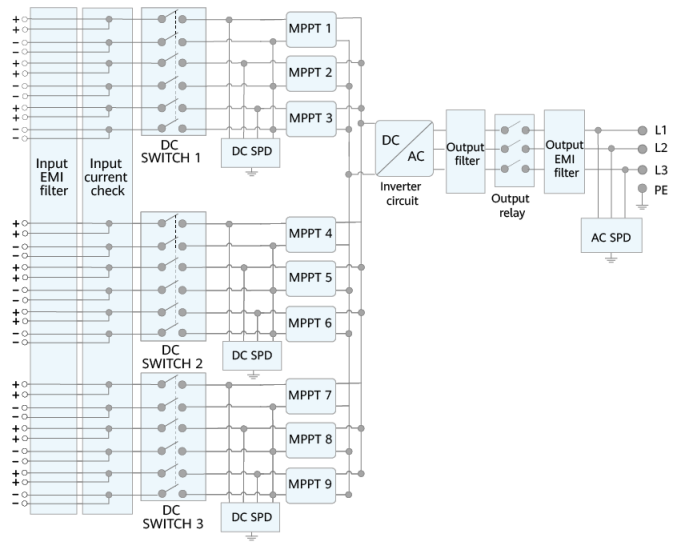 +
+
−
−
+
+
−
−
+
+
−
−
MPPT 1
MPPT 2
MPPT 3
DC
SWITCH 1
DC SPD
Input
EMI
filter
Input
current
check
DC
AC
Inverter
circuit
Output
filter
Output
relay
Output
EMI
filter
L1
L2
L3
PE
AC SPD
+
+
−
−
+
+
−
−
+
+
−
−
MPPT 4
MPPT 5
MPPT 6
DC
SWITCH 2
DC SPD
+
+
−
−
+
+
−
−
+
+
−
−
MPPT 7
MPPT 8
MPPT 9
DC
SWITCH 3
DC SPD